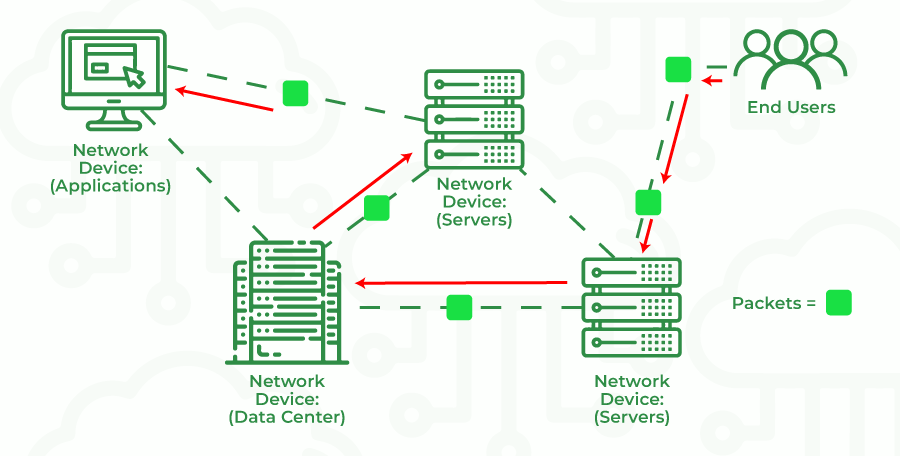 End Users
Network
Device:
(Applications)
Network
Device:
(Servers)
Packets =
Network
Device:
(Data Center)
Network
Device:
(Servers)